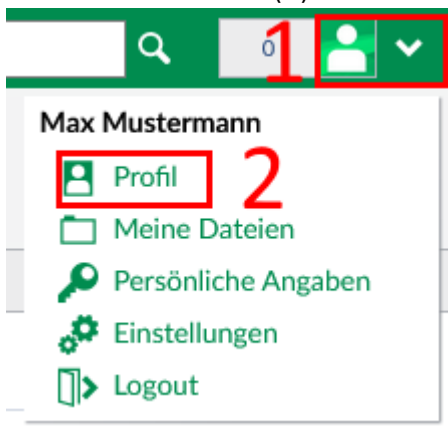 0 1
Max Mustermann
Profil 2
Meine Dateien
Persönliche Angaben
Einstellungen
Logout